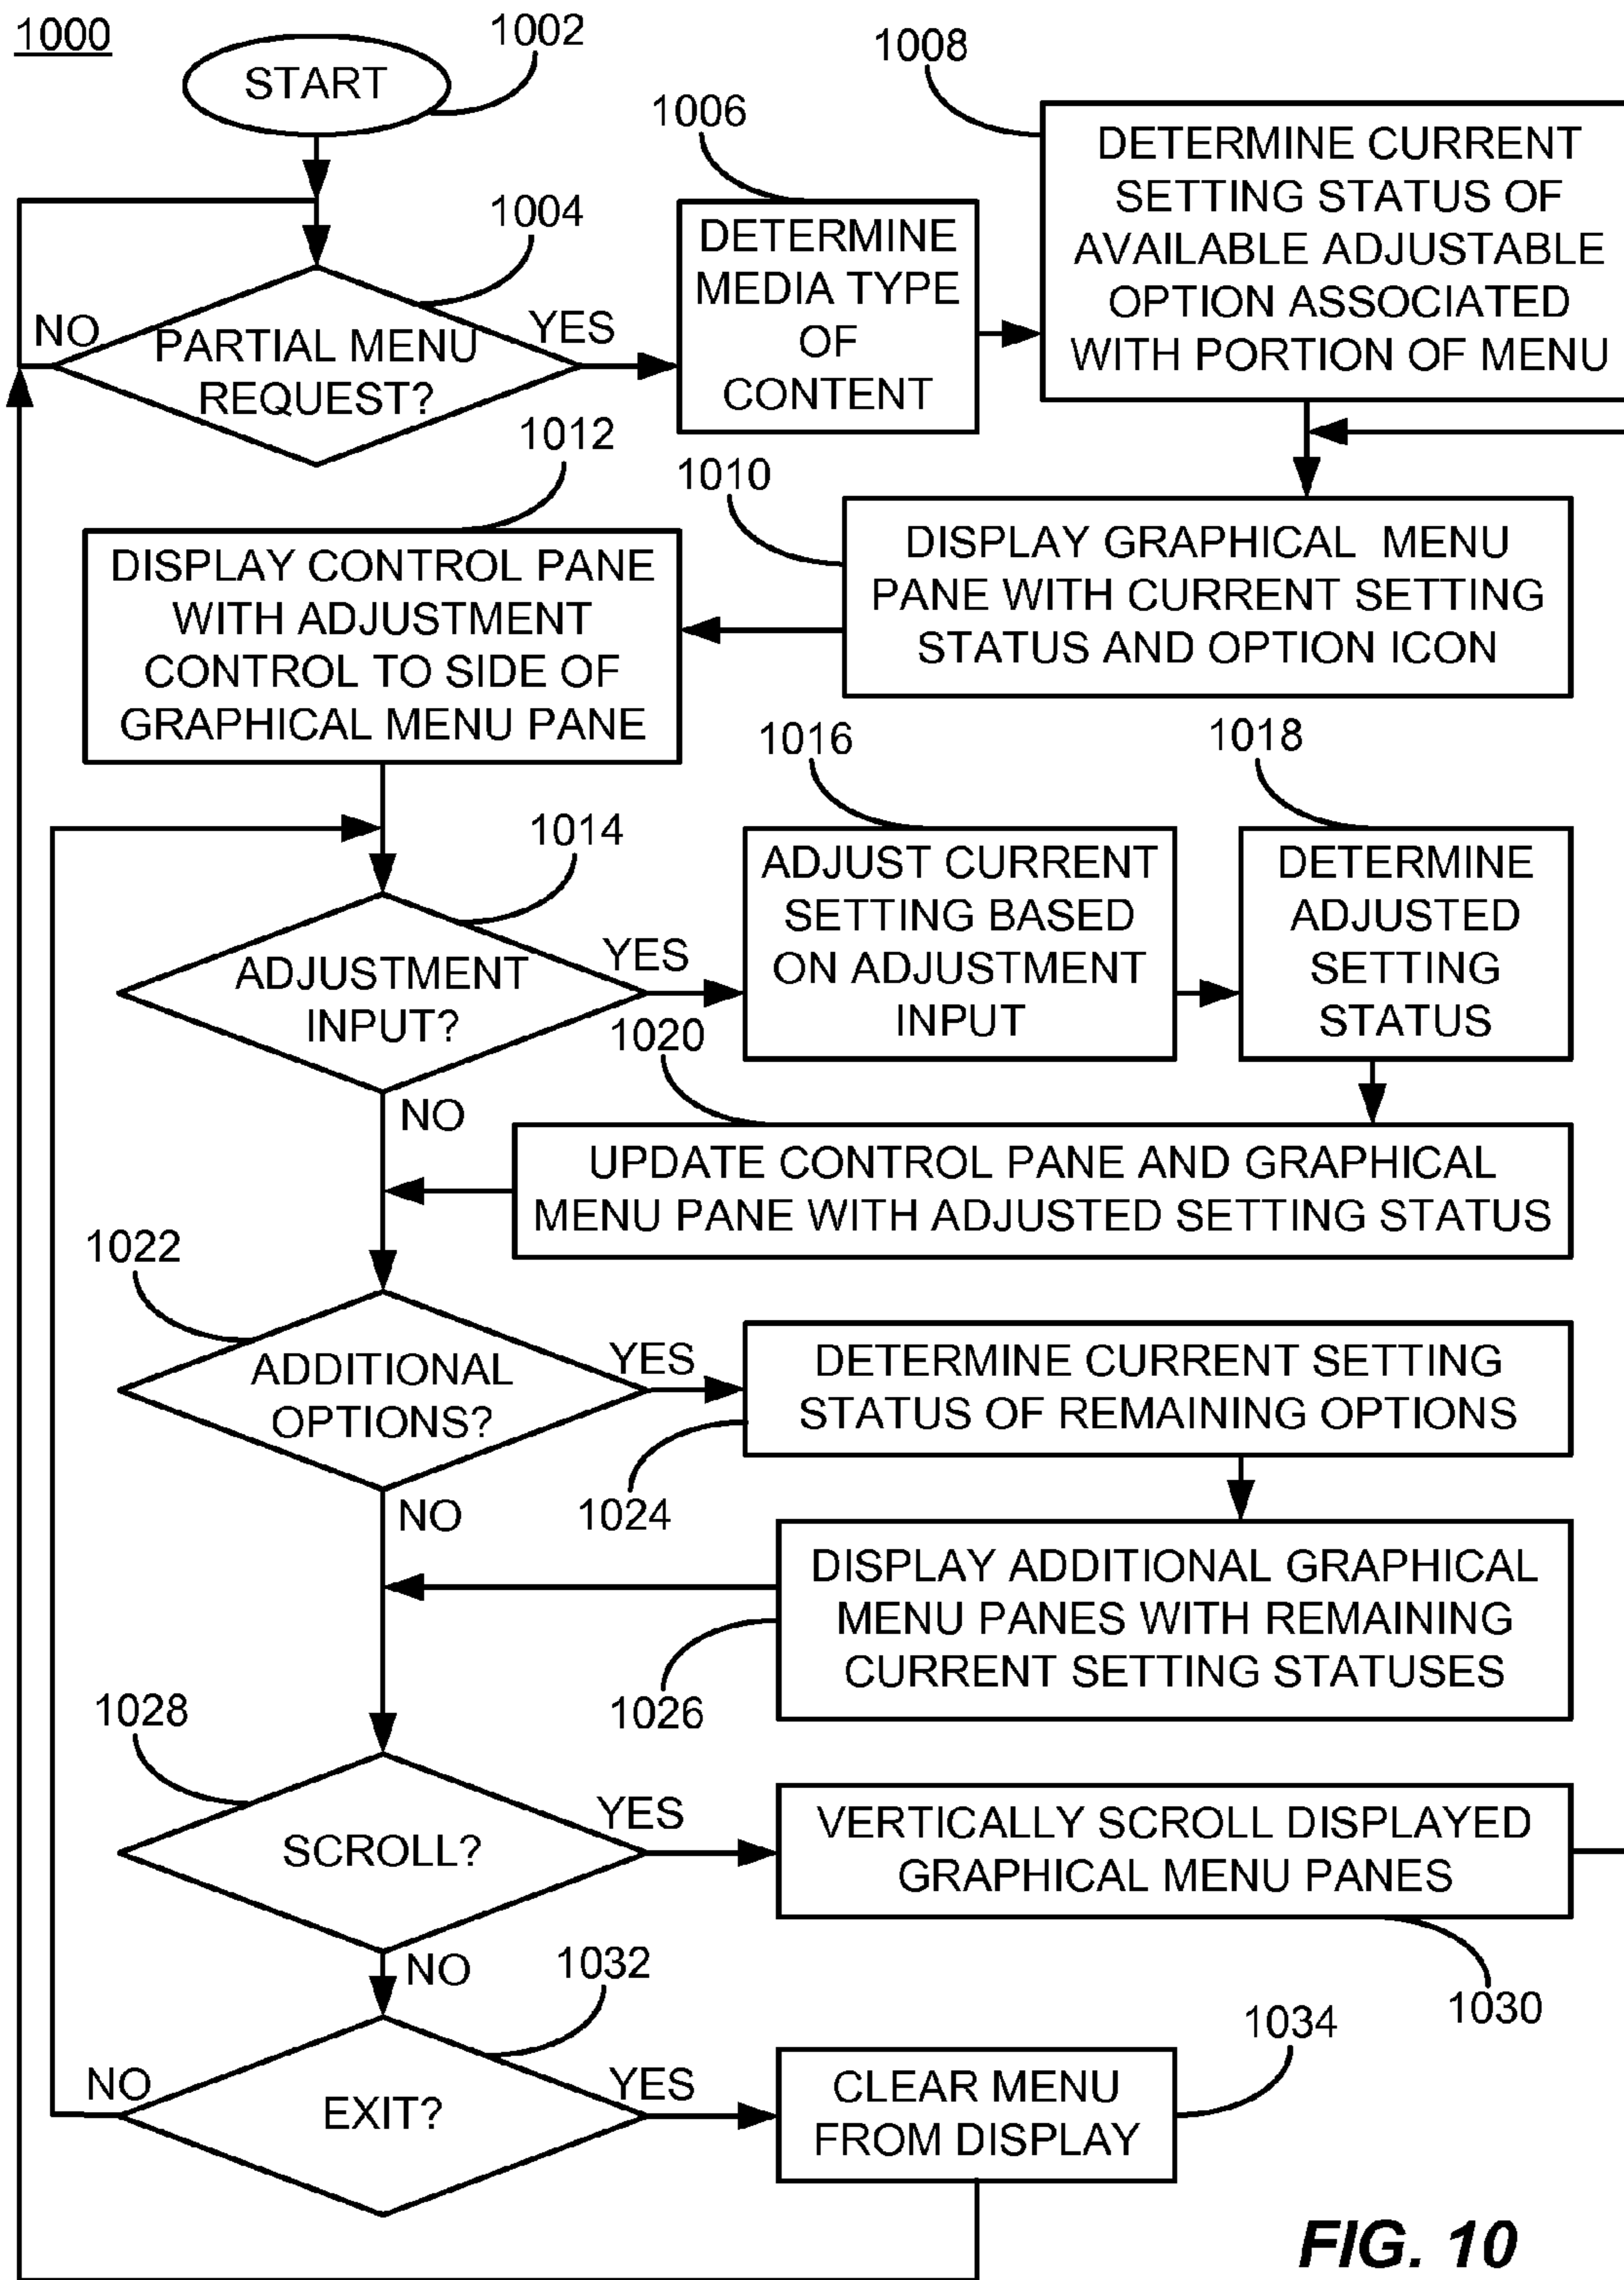 1000
1002
START
1004
PARTIAL MENU
REQUEST?
NO
YES
1006
DETERMINE
MEDIA TYPE
OF
CONTENT
1008
DETERMINE CURRENT
SETTING STATUS OF
AVAILABLE ADJUSTABLE
OPTION ASSOCIATED
WITH PORTION OF MENU
1010
DISPLAY GRAPHICAL MENU
PANE WITH CURRENT SETTING
STATUS AND OPTION ICON
1012
DISPLAY CONTROL PANE
WITH ADJUSTMENT
CONTROL TO SIDE OF
GRAPHICAL MENU PANE
1014
ADJUSTMENT
INPUT?
YES
NO
1016
ADJUST CURRENT
SETTING BASED
ON ADJUSTMENT
INPUT
1018
DETERMINE
ADJUSTED
SETTING
STATUS
1020
UPDATE CONTROL PANE AND GRAPHICAL
MENU PANE WITH ADJUSTED SETTING STATUS
1022
ADDITIONAL
OPTIONS?
YES
NO
1024
DETERMINE CURRENT SETTING
STATUS OF REMAINING OPTIONS
1026
DISPLAY ADDITIONAL GRAPHICAL
MENU PANES WITH REMAINING
CURRENT SETTING STATUSES
1028
SCROLL?
YES
NO
VERTICALLY SCROLL DISPLAYED
GRAPHICAL MENU PANES
1030
1032
EXIT?
NO
YES
1034
CLEAR MENU
FROM DISPLAY
FIG. 10